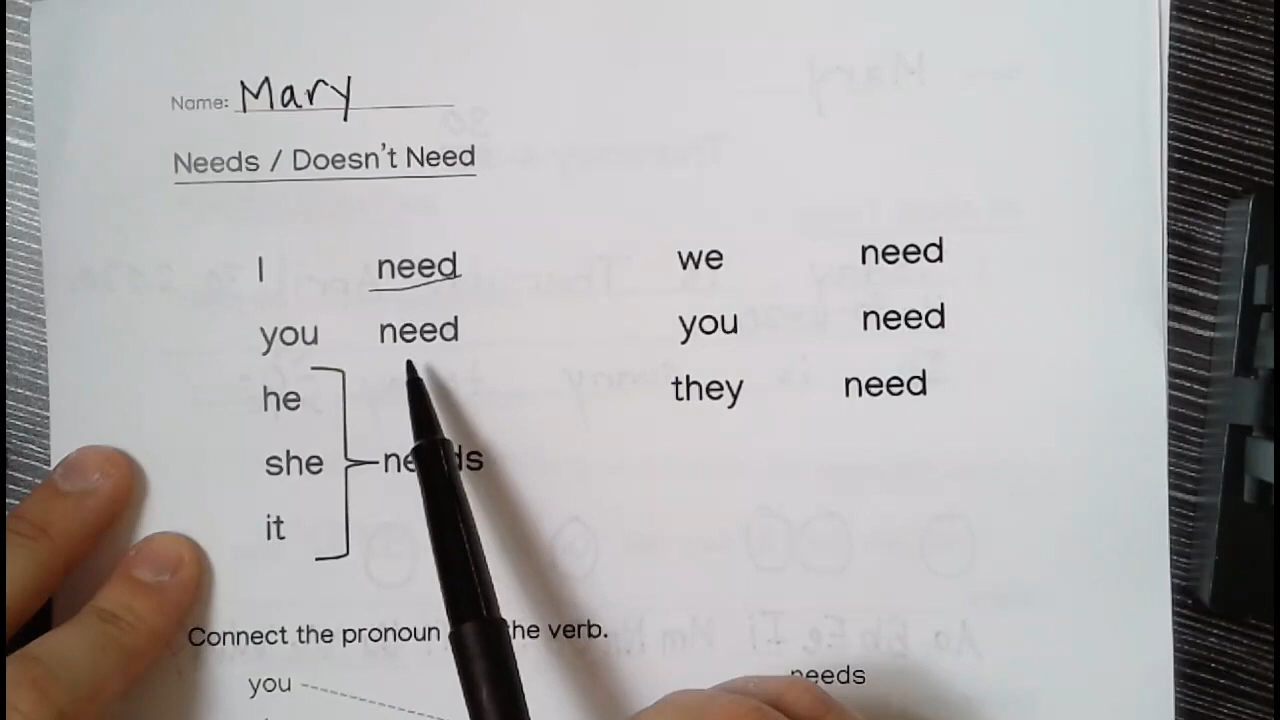 Name: Mary
Needs / Doesn't Need
I need we need
you need you need
he they need
she
it
Connect the pronoun the verb.
you needs